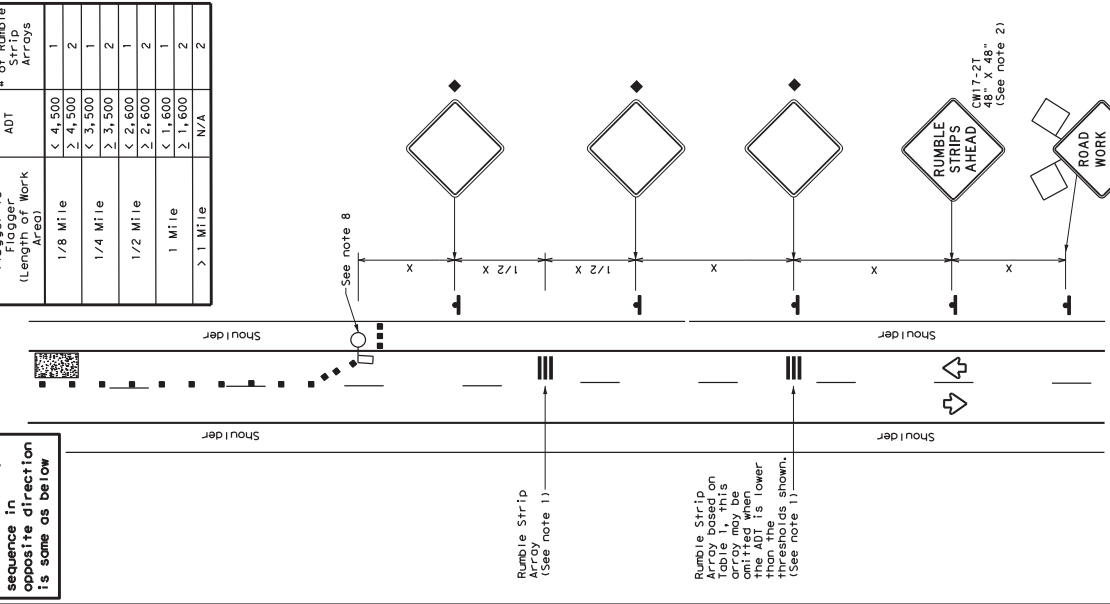 # of Rumble
Strip
Arrays
ADT
Flagger
(Length of Work
Area)
1/8 Mile
< 4,500
1
≥ 4,500
2
1/4 Mile
< 3,500
1
≥ 3,500
2
1/2 Mile
< 2,600
1
≥ 2,600
2
1 Mile
< 1,600
1
≥ 1,600
2
> 1 Mile
N/A
2
sequence in
opposite direction
is same as below
Shoulder
Shoulder
See note 8
X
1/2 X
1/2 X
X
X
X
Rumble Strip
Array
(See note 1)
Rumble Strip
Array based on
Table 1, this
array may be
omitted when
the ADT is lower
than the
thresholds shown.
(See note 1)
Shoulder
Shoulder
RUMBLE
STRIPS
AHEAD
CW17-2T
48" X 48"
(See note 2)
ROAD
WORK